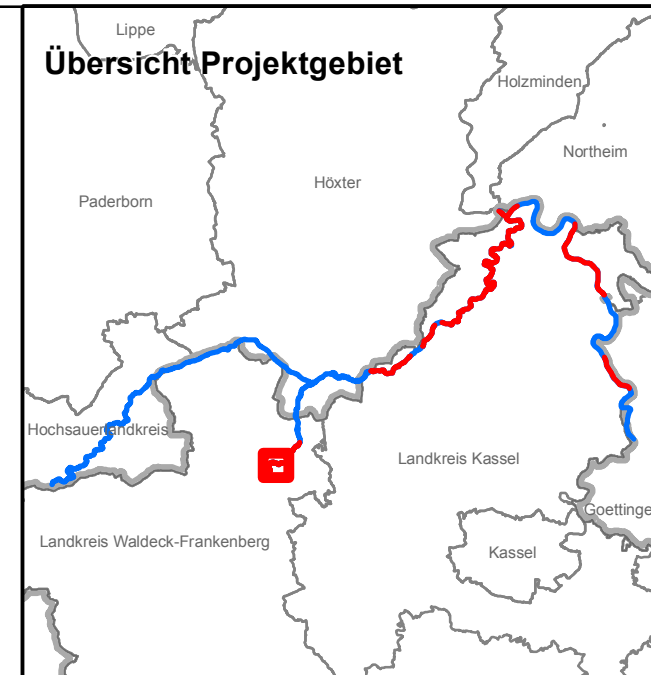 Lippe
Übersicht Projektgebiet
Holzminden
Northeim
Höxter
Paderborn
Hochsauerlandkreis
Landkreis Kassel
Goettinge
Landkreis Waldeck-Frankenberg
Kassel